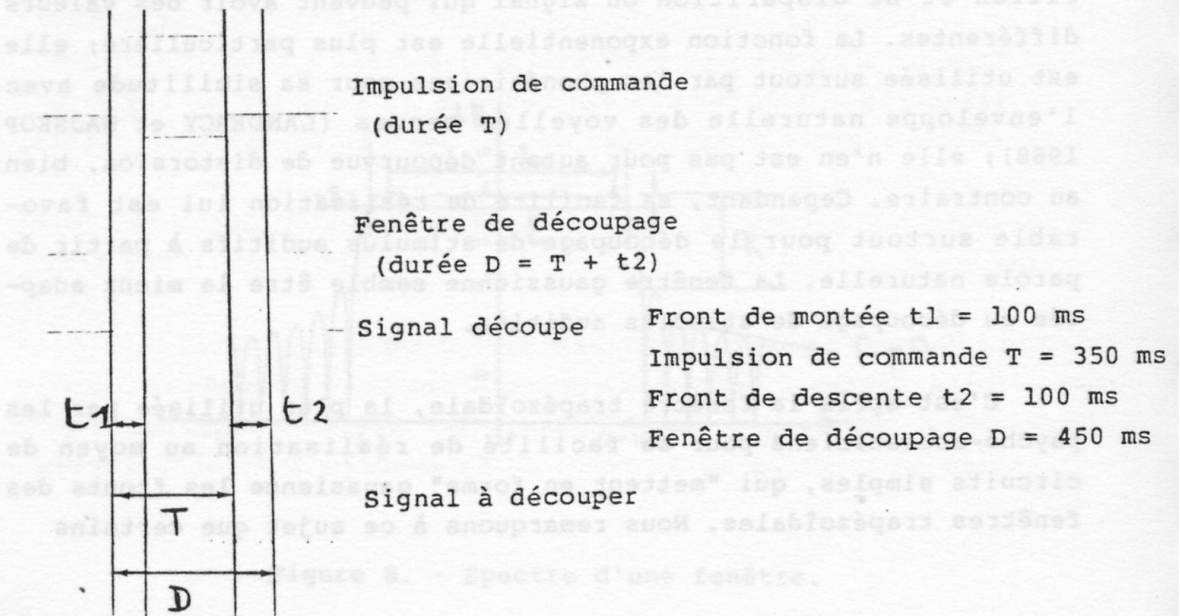 Impulsion de commande
(durée T)
Fenêtre de découpage
(durée D = T + t2)
Signal découpe
Front de montée t1 = 100 ms
Impulsion de commande T = 350 ms
Front de descente t2 = 100 ms
Fenêtre de découpage D = 450 ms
t1
t2
Signal à découper
T
D